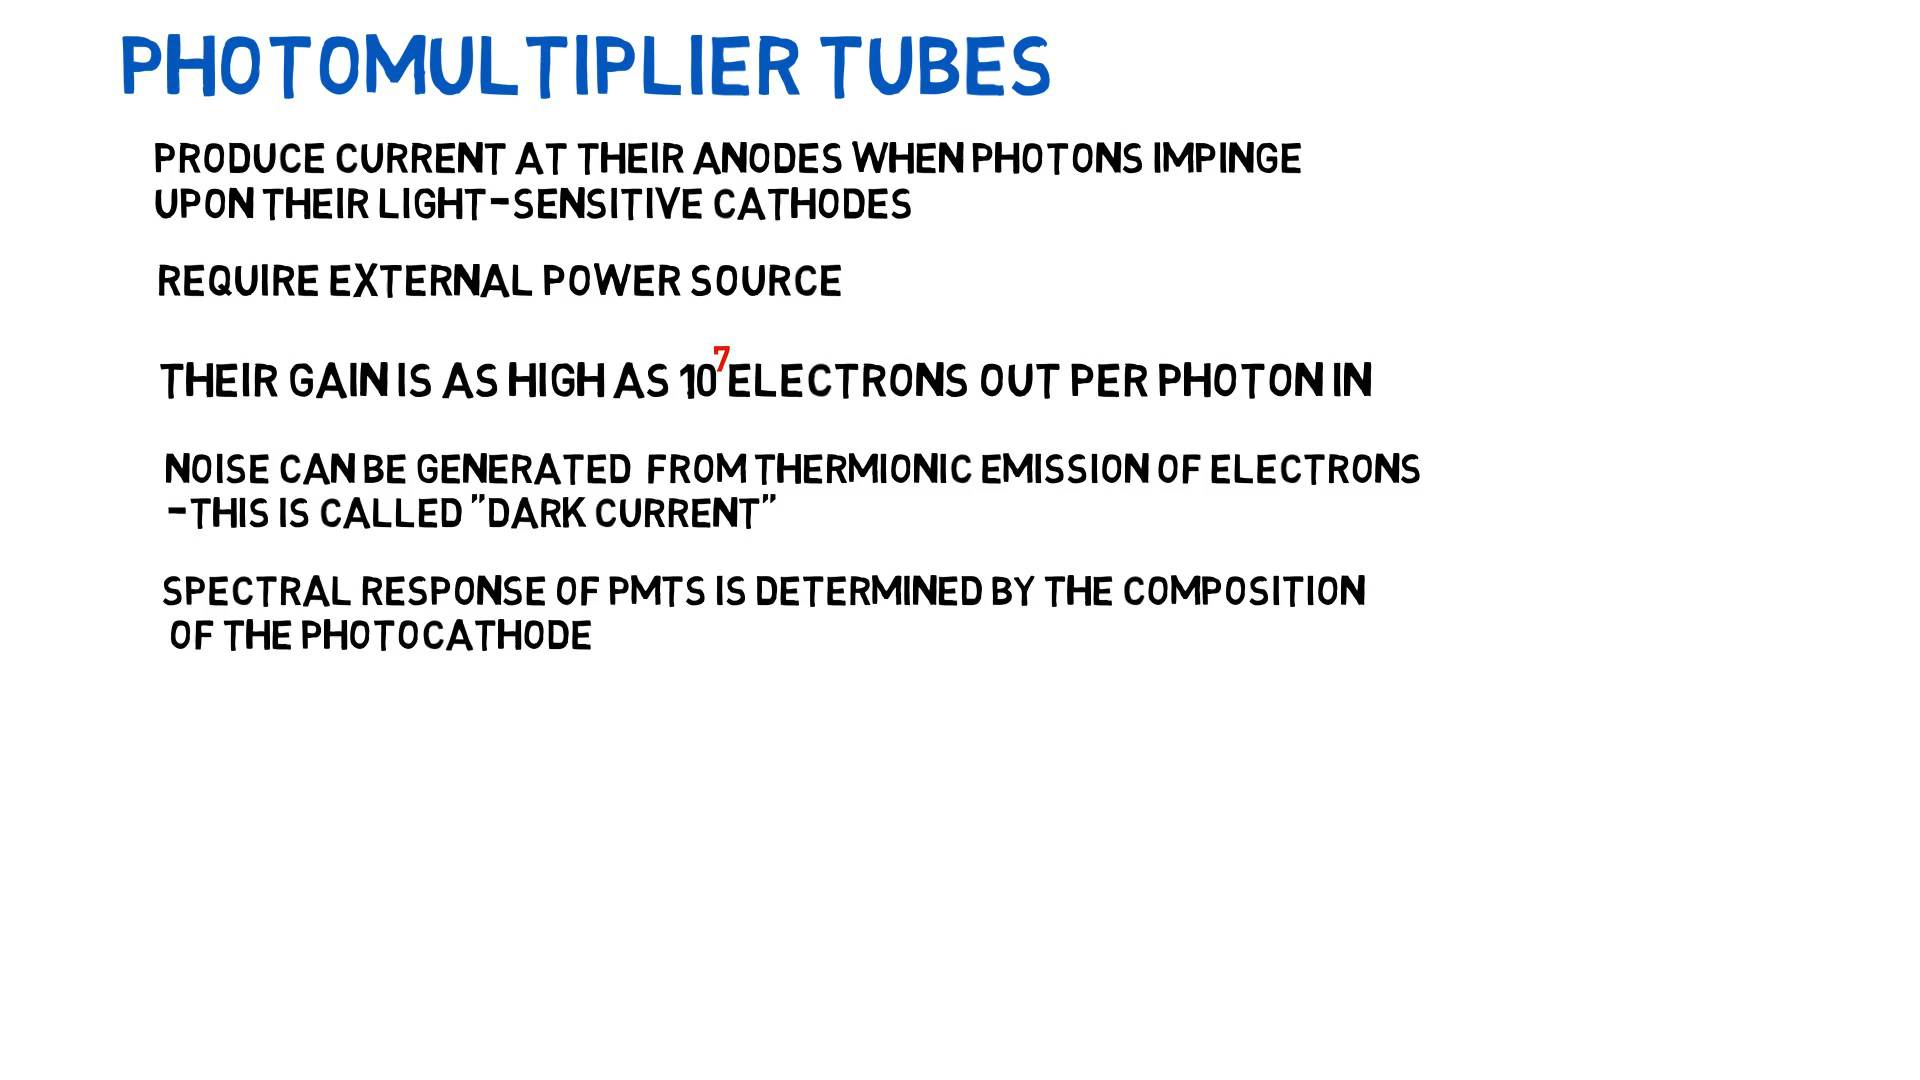 PHOTOMULTIPLIER TUBES
PRODUCE CURRENT AT THEIR ANODES WHEN PHOTONS IMPINGE
UPON THEIR LIGHT-SENSITIVE CATHODES
REQUIRE EXTERNAL POWER SOURCE
THEIR GAIN IS AS HIGH AS 10⁷ ELECTRONS OUT PER PHOTON IN
NOISE CAN BE GENERATED FROM THERMIONIC EMISSION OF ELECTRONS
-THIS IS CALLED "DARK CURRENT"
SPECTRAL RESPONSE OF PMTS IS DETERMINED BY THE COMPOSITION
OF THE PHOTOCATHODE